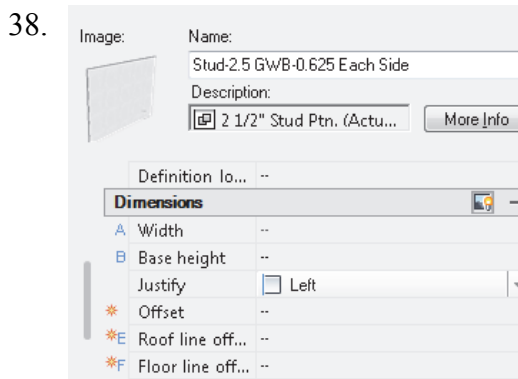 38.
Image: Name:
Stud-2.5 GWB-0.625 Each Side
Description:
2 1/2" Stud Ptn. (Actu... More Info
Definition lo... --
Dimensions
A Width --
B Base height --
Justify Left
Offset --
E Roof line off... --
F Floor line off... --